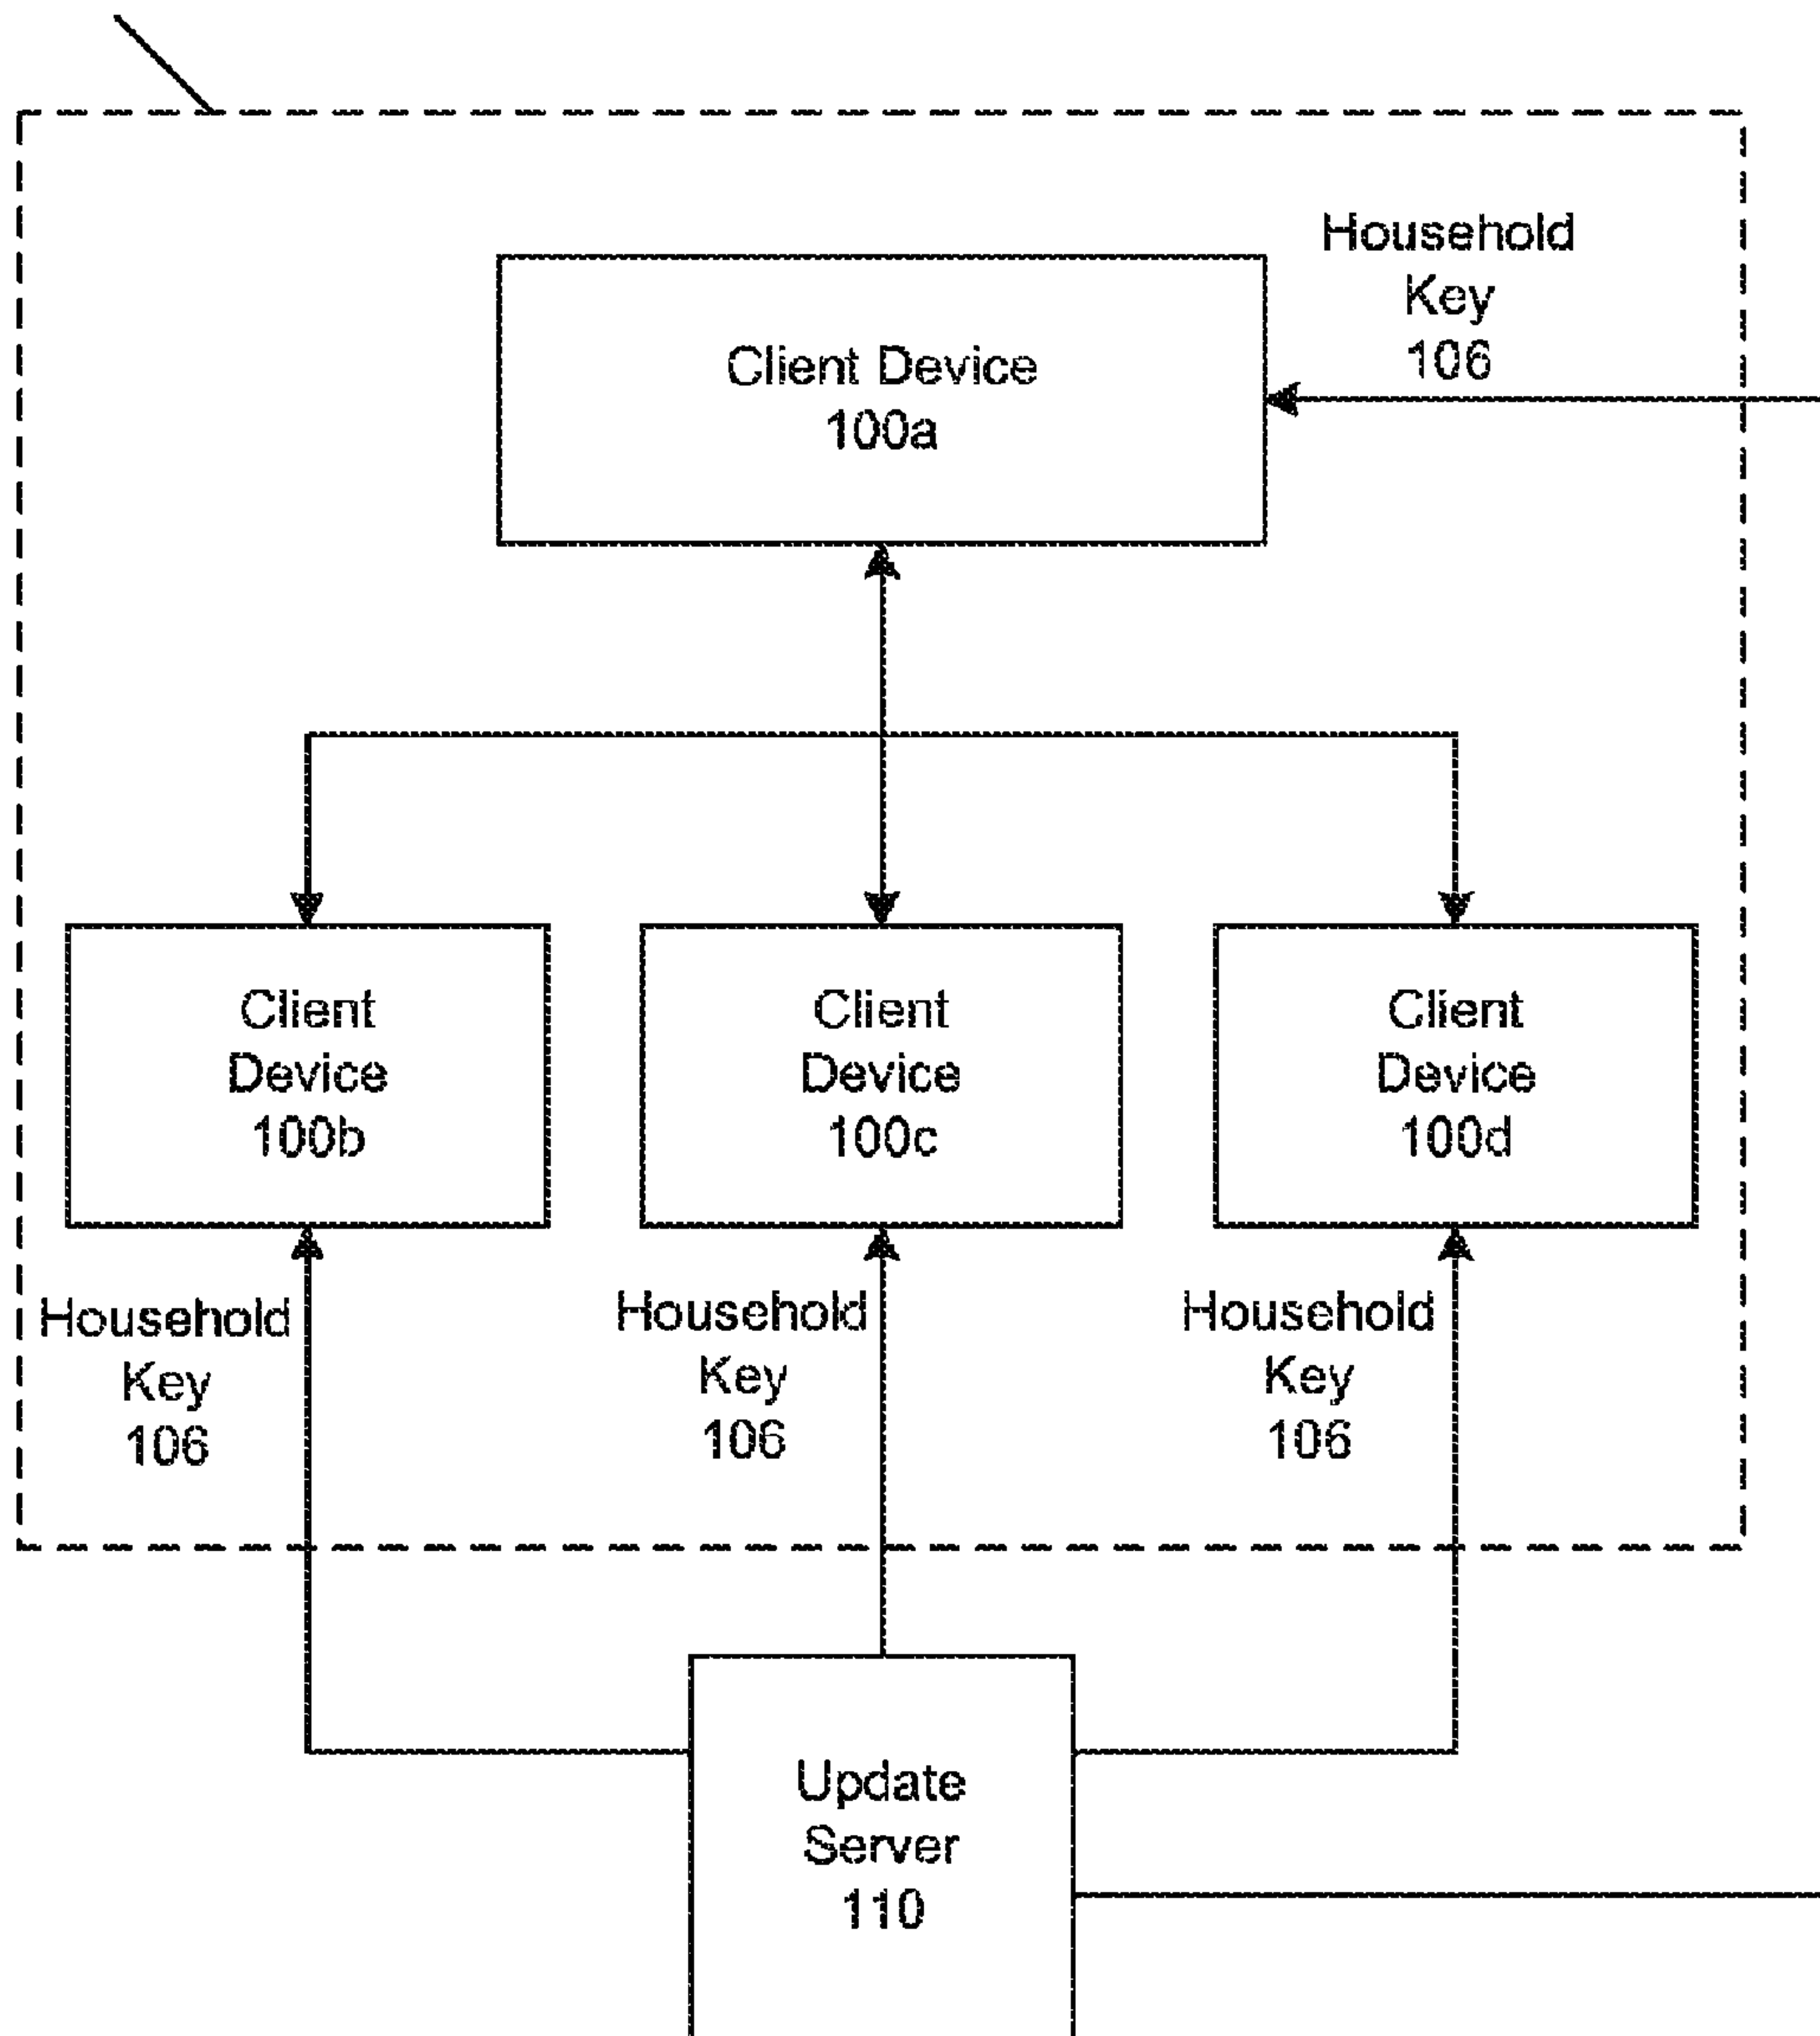 Household
Key
106
Client Device
100a
Client
Device
100b
Client
Device
100c
Client
Device
100d
Household
Key
106
Household
Key
106
Household
Key
106
Update
Server
110